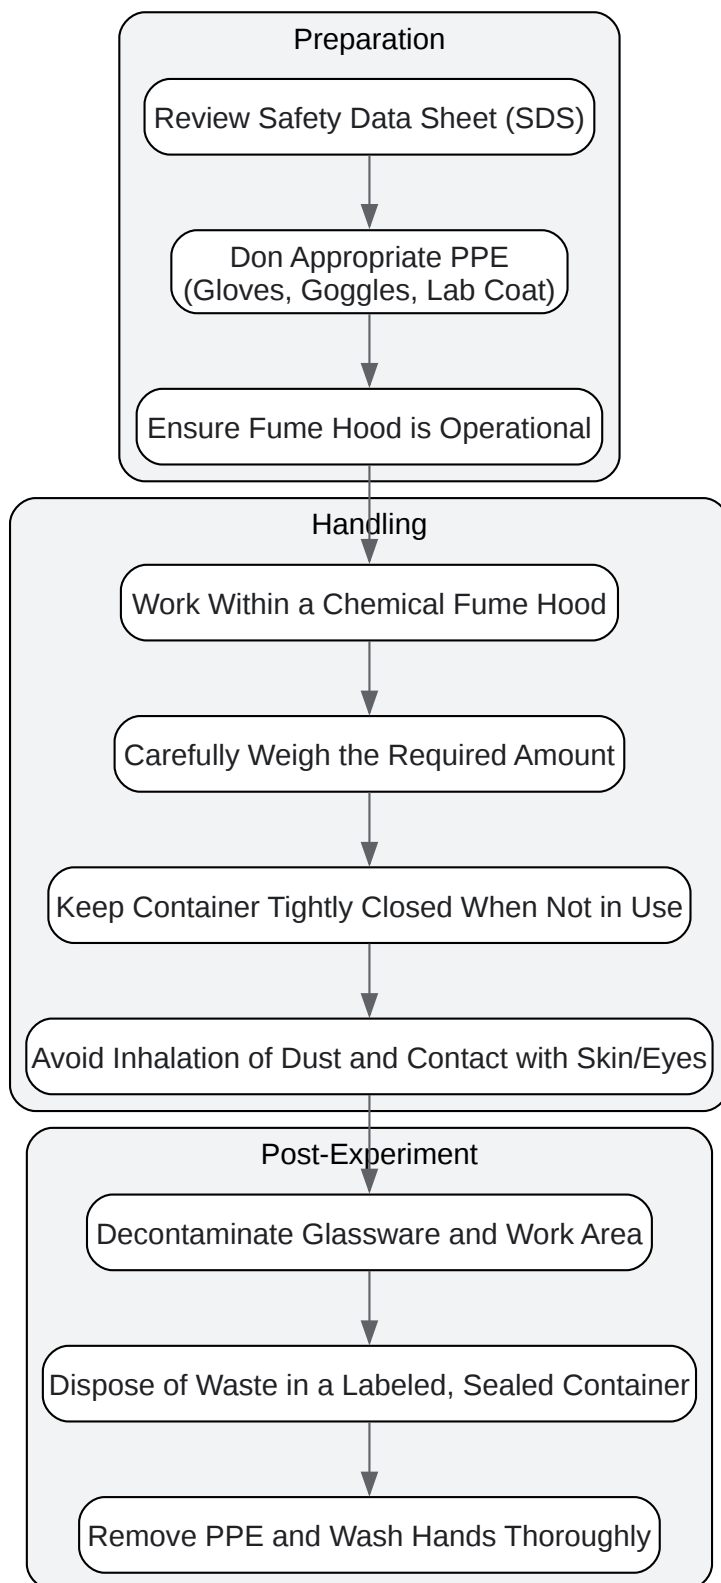 Preparation
Review Safety Data Sheet (SDS)
Don Appropriate PPE
(Gloves, Goggles, Lab Coat)
Ensure Fume Hood is Operational
Handling
Work Within a Chemical Fume Hood
Carefully Weigh the Required Amount
Keep Container Tightly Closed When Not in Use
Avoid Inhalation of Dust and Contact with Skin/Eyes
Post-Experiment
Decontaminate Glassware and Work Area
Dispose of Waste in a Labeled, Sealed Container
Remove PPE and Wash Hands Thoroughly